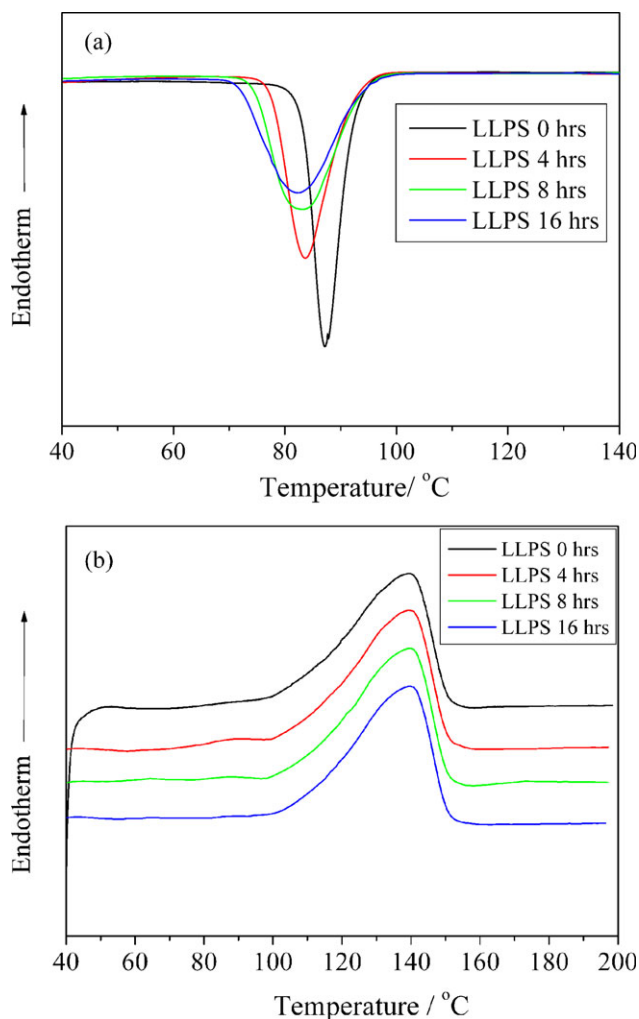 (a)
LLPS 0 hrs
LLPS 4 hrs
LLPS 8 hrs
LLPS 16 hrs
Endotherm
40 60 80 100 120 140
Temperature/ °C
(b)
LLPS 0 hrs
LLPS 4 hrs
LLPS 8 hrs
LLPS 16 hrs
Endotherm
40 60 80 100 120 140 160 180 200
Temperature / °C